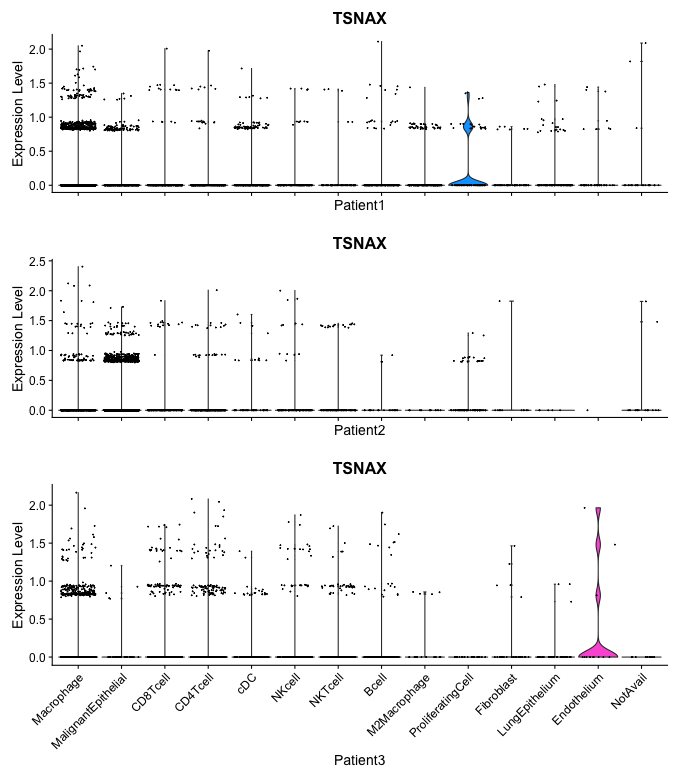 TSNAX
Expression Level
2.0
1.5
1.0
0.5
0.0
Patient1
TSNAX
Expression Level
2.5
2.0
1.5
1.0
0.5
0.0
Patient2
TSNAX
Expression Level
2.0
1.5
1.0
0.5
0.0
Macrophage
MalignantEpithelial
CD8Tcell
CD4Tcell
cDC
NKcell
NKTcell
Bcell
M2Macrophage
ProliferatingCell
Fibroblast
LungEpithelium
Endothelium
NotAvail
Patient3